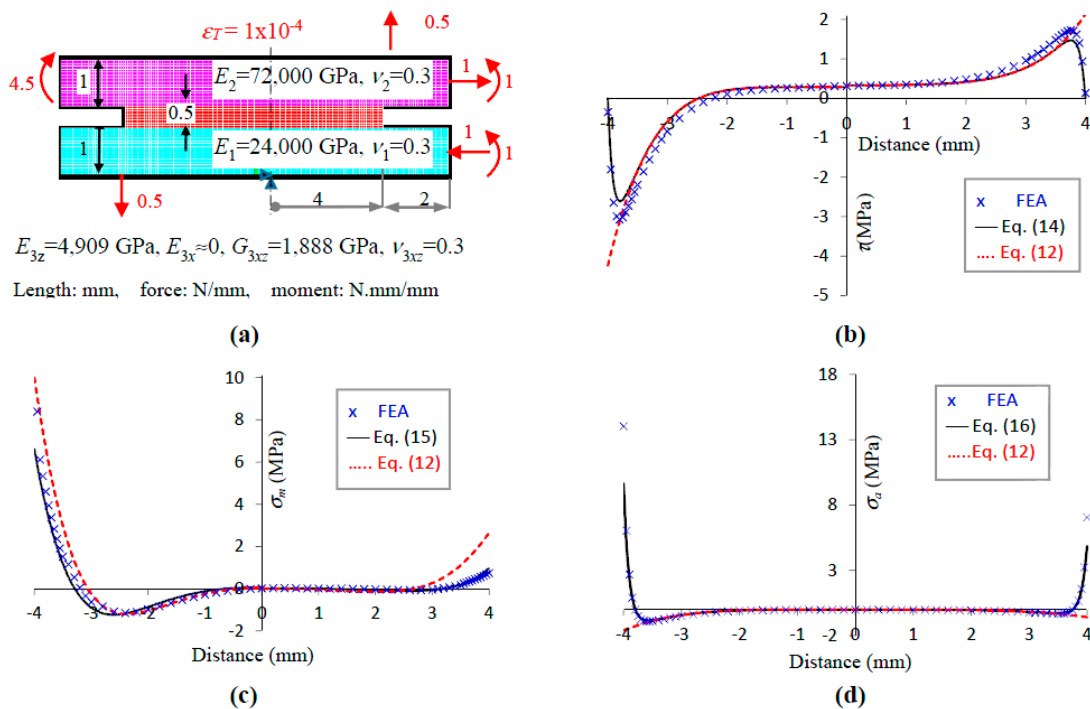 ε_T= 1x10⁻⁴
0.5
4.5
1
E₂=72,000 GPa, ν₂=0.3
1
1
0.5
1
E₁=24,000 GPa, ν₁=0.3
1
1
0.5
4
2
E₃z=4,909 GPa, E₃ₓ≈0, G₃xz=1,888 GPa, ν₃xz=0.3
Length: mm, force: N/mm, moment: N.mm/mm
(a)
2
1
0
-1
-2
-3
-4
-5
-4
-3
-2
-1
0
1
2
3
4
Distance (mm)
τ(MPa)
FEA
Eq. (14)
.... Eq. (12)
(b)
10
8
6
4
2
0
-2
-4
-3
-2
-1
0
1
2
3
4
σₘ (MPa)
FEA
Eq. (15)
..... Eq. (12)
Distance (mm)
(c)
18
13
8
3
-2
-4
-3
-2
-1
0
1
2
3
4
σₐ (MPa)
FEA
Eq. (16)
.....Eq. (12)
Distance (mm)
(d)